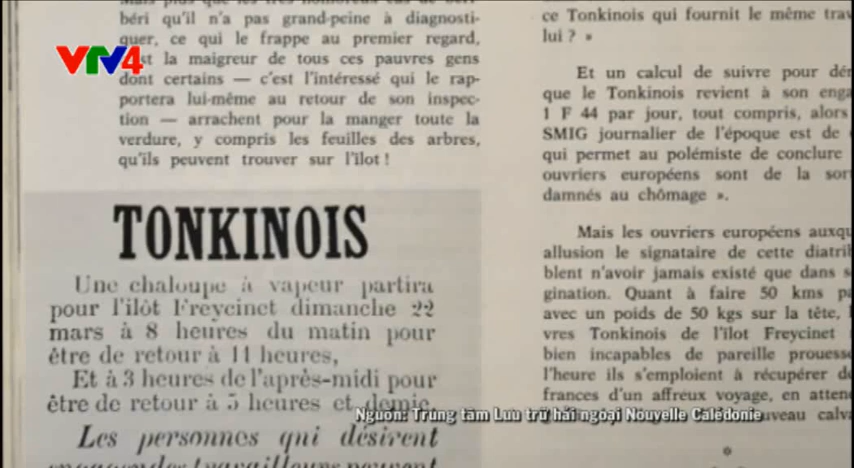 VTV4
béri qu'il n'a pas grand-peine à diagnosti-
quer, ce qui le frappe au premier regard,
est la maigreur de tous ces pauvres gens
dont certains — c'est l'intéressé qui le rap-
portera lui-même au retour de son inspec-
tion — arrachent pour la manger toute la
verdure, y compris les feuilles des arbres,
qu'ils peuvent trouver sur l'îlot !
TONKINOIS
Une chaloupe à vapeur partira
pour l'ilôt Freycinet dimanche 22
mars à 8 heures du matin pour
être de retour à 11 heures,
Et à 3 heures de l'après-midi pour
être de retour à 5 heures et demie.
Les personnes qui désirent
ce Tonkinois qui fournit le même trav
lui ? »
Et un calcul de suivre pour dé
que le Tonkinois revient à son enga
1 F 44 par jour, tout compris, alors
SMIG journalier de l'époque est de
qui permet au polémiste de conclure
ouvriers européens sont de la sor
damnés au chômage ».
Mais les ouvriers européens auxqu
allusion le signataire de cette diatri
blent n'avoir jamais existé que dans s
gination. Quant à faire 50 kms pa
avec un poids de 50 kgs sur la tête,
vres Tonkinois de l'îlot Freycinet
bien incapables de pareille prouesse
l'heure ils s'emploient à récupérer d
frances d'un affreux voyage, en atten
uveau calva
Nguồn: Trung tâm Lưu trữ hải ngoại Nouvelle Calédonie